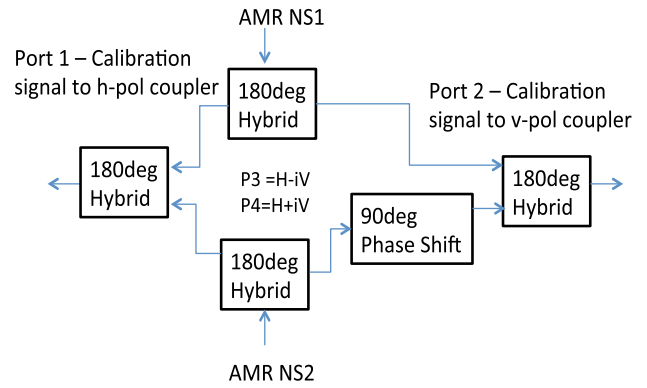 AMR NS1
Port 1 – Calibration
signal to h-pol coupler
180deg
Hybrid
Port 2 – Calibration
signal to v-pol coupler
180deg
Hybrid
P3 =H-iV
P4=H+iV
180deg
Hybrid
90deg
Phase Shift
180deg
Hybrid
AMR NS2